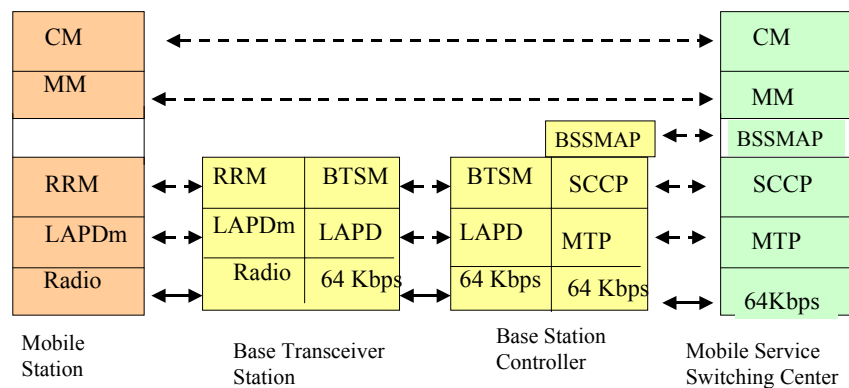 CM
CM
MM
MM
BSSMAP
BSSMAP
RRM
RRM
BTSM
BTSM
SCCP
SCCP
LAPDm
LAPDm
LAPD
LAPD
MTP
MTP
Radio
Radio
64 Kbps
64 Kbps
64 Kbps
64Kbps
Mobile
Station
Base Transceiver
Station
Base Station
Controller
Mobile Service
Switching Center